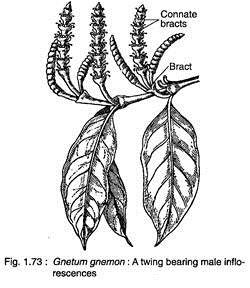 Connate
bracts
Bract
Fig. 1.73 : Gnetum gnemon : A twing bearing male inflo-
rescences